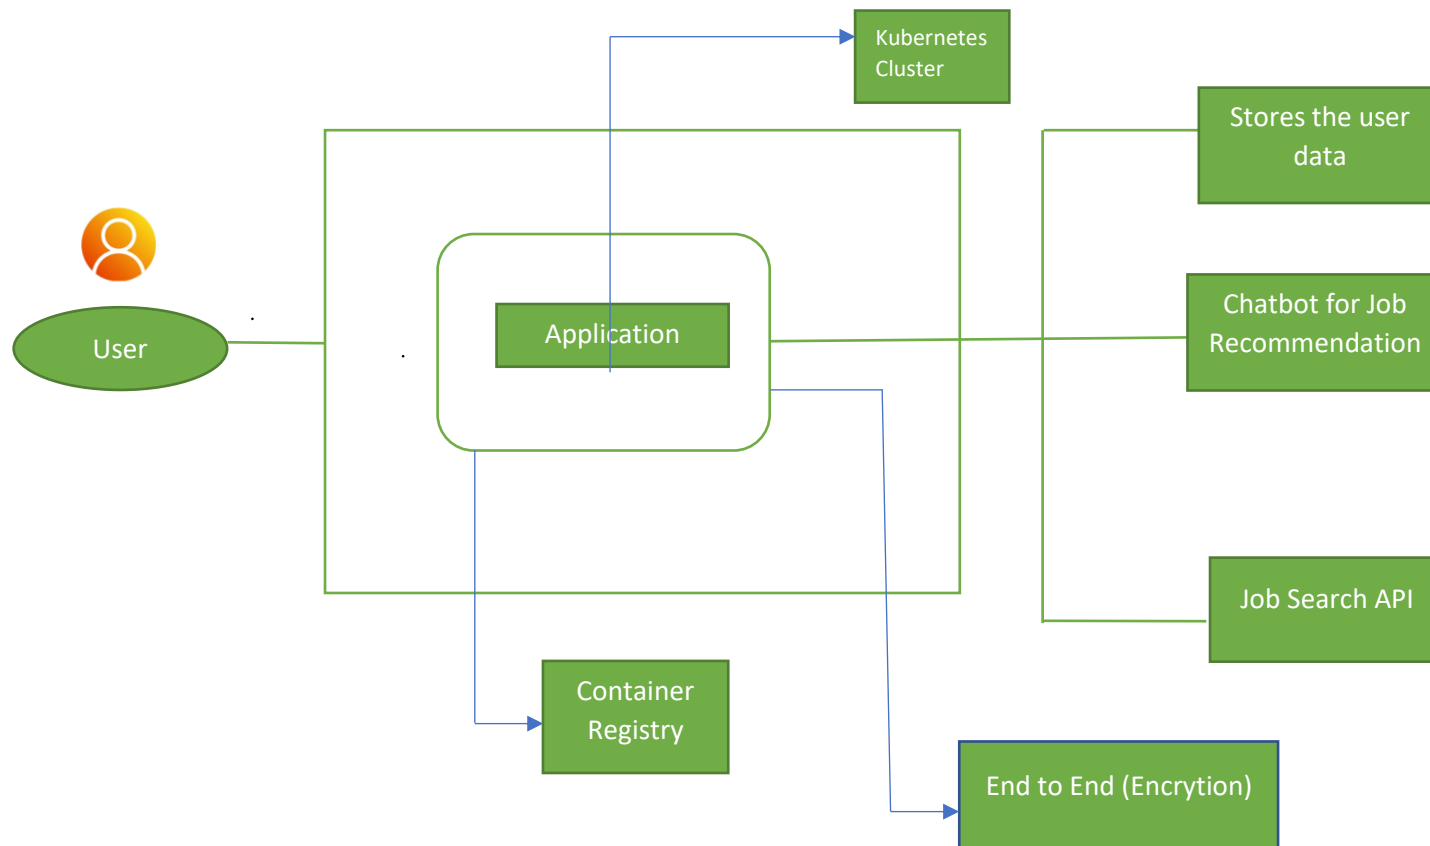 Kubernetes
Cluster
Stores the user
data
User
Application
Chatbot for Job
Recommendation
Job Search API
Container
Registry
End to End (Encrytion)